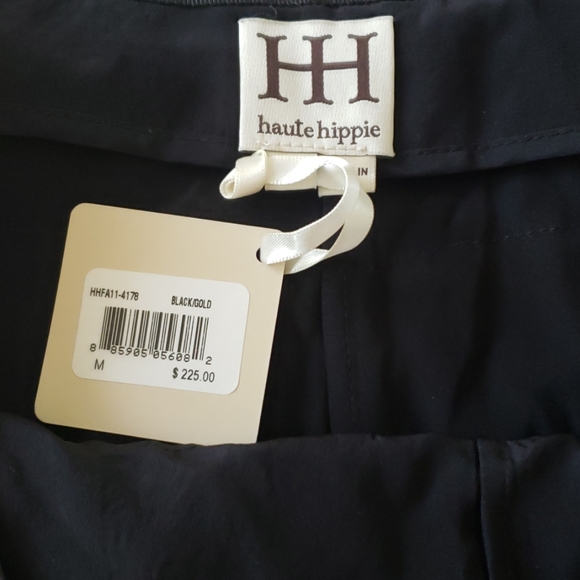 HH
haute hippie
IN
HHFA11-4178 BLACK/GOLD
8 85905 05608 2
M $ 225.00